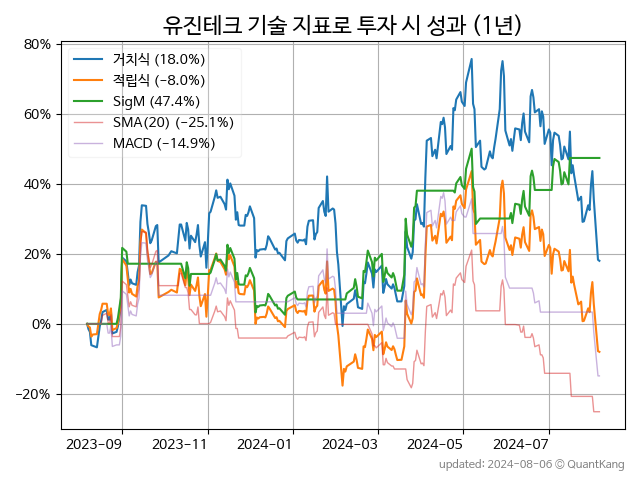 유진테크 기술 지표로 투자 시 성과 (1년)
80%
60%
40%
20%
0%
−20%
거치식 (18.0%)
적립식 (−8.0%)
SigM (47.4%)
SMA(20) (−25.1%)
MACD (−14.9%)
2023-09 2023-11 2024-01 2024-03 2024-05 2024-07
updated: 2024-08-06 © QuantKang